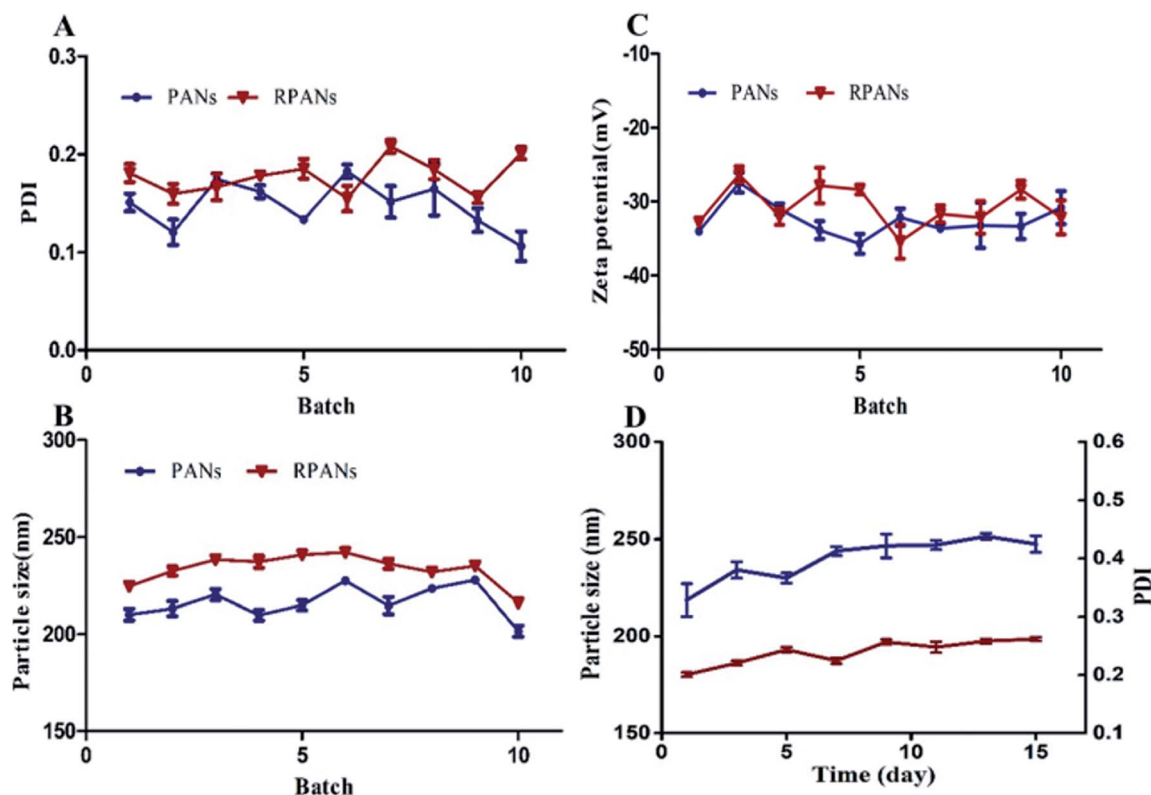 A
0.3
PANs RPANs
0.2
PDI
0.1
0.0
0 5 10
Batch
C
-10
PANs RPANs
-20
Zeta potential(mV)
-30
-40
-50
0 5 10
Batch
B
300
PANs RPANs
250
Particle size(nm)
200
150
0 5 10
Batch
D
300 0.6
0.5
250 0.4
Particle size (nm) PDI
0.3
200
0.2
150 0.1
0 5 10 15
Time (day)